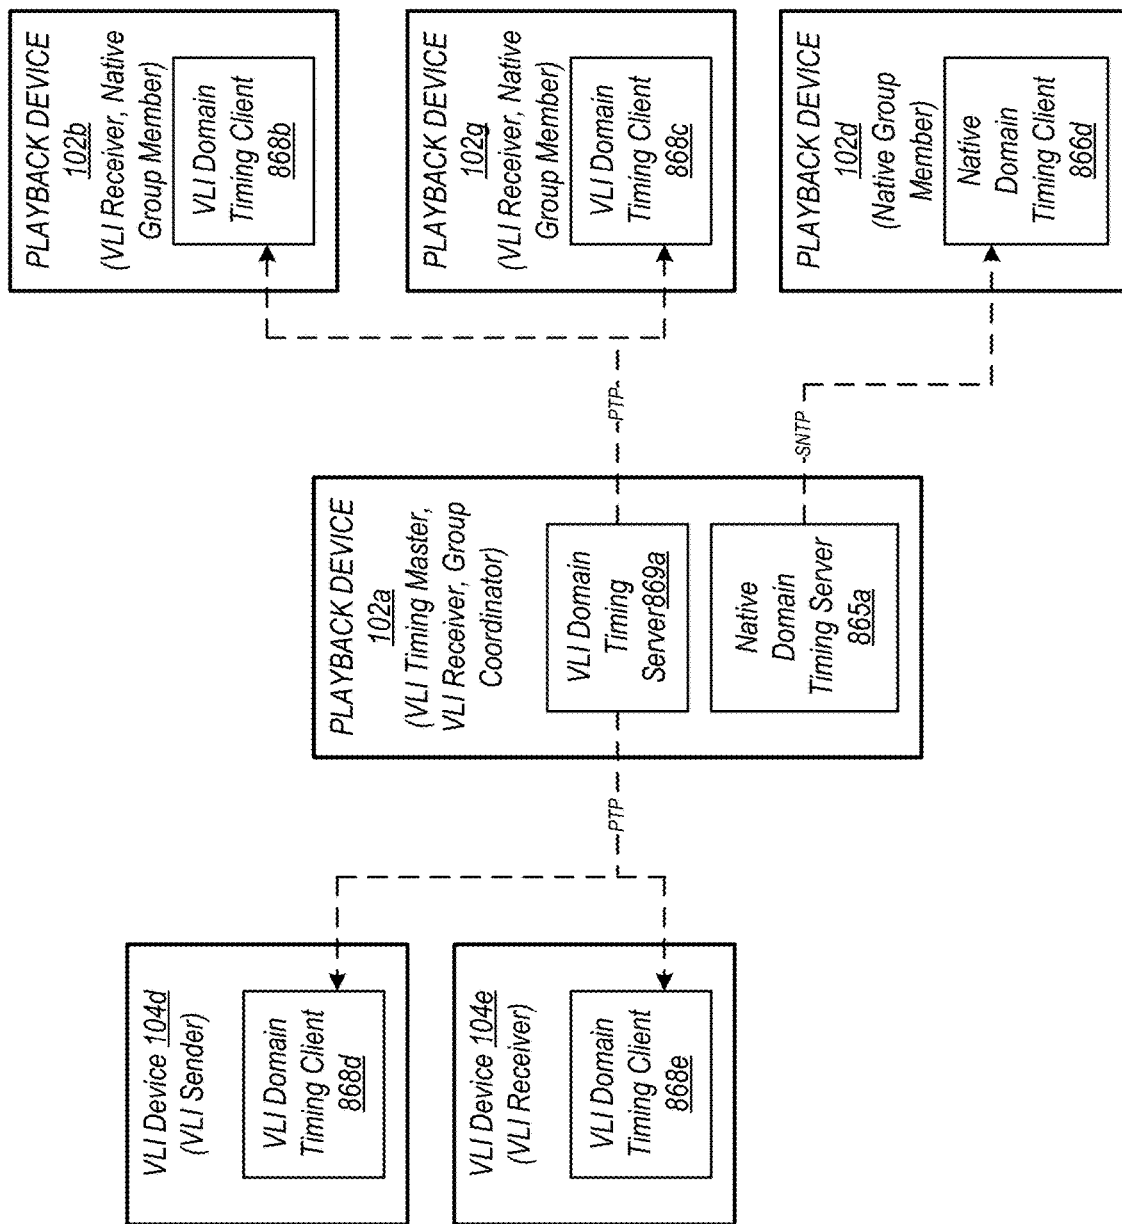 VLI Device 104d
(VLI Sender)
VLI Domain
Timing Client
868d
VLI Device 104e
(VLI Receiver)
VLI Domain
Timing Client
868e
PTP
PLAYBACK DEVICE
102a
(VLI Timing Master,
VLI Receiver, Group
Coordinator)
VLI Domain
Timing
Server869a
Native
Domain
Timing Server
865a
PTP
SNTP
PLAYBACK DEVICE
102b
(VLI Receiver, Native
Group Member)
VLI Domain
Timing Client
868b
PLAYBACK DEVICE
102g
(VLI Receiver, Native
Group Member)
VLI Domain
Timing Client
868c
PLAYBACK DEVICE
102d
(Native Group
Member)
Native
Domain
Timing Client
866d